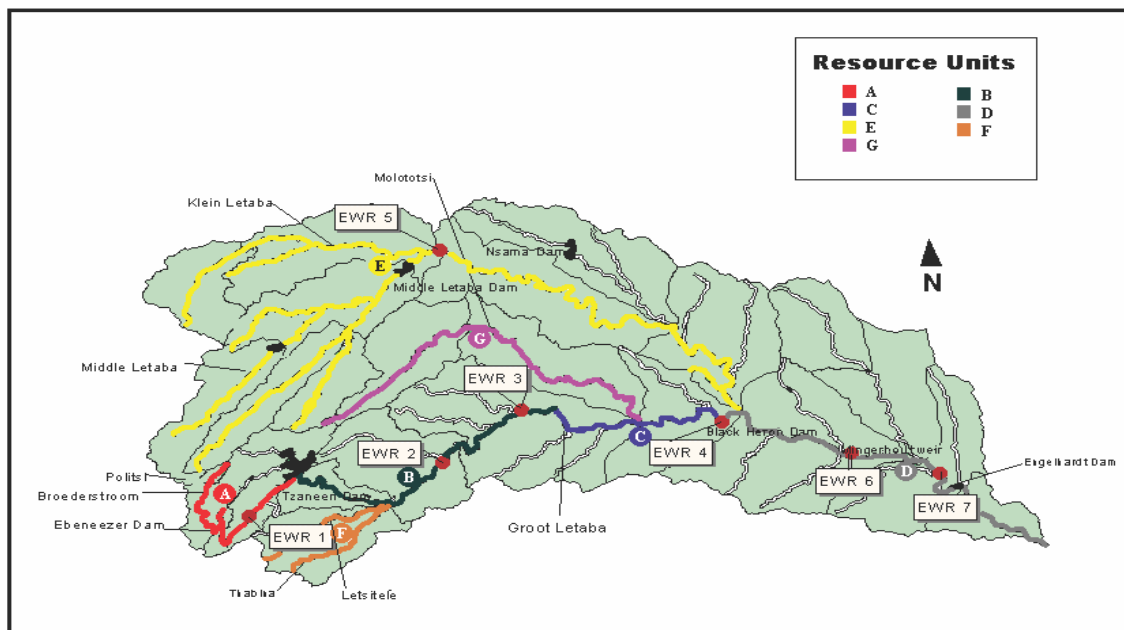 Resource Units
A B
C D
E F
G
Molototsi
Klein Letaba
EWR 5
Nsama Dam
E
N
Middle Letaba Dam
G
Middle Letaba
EWR 3
C
Black Heron Dam
EWR 4
EWR 2
Politsi
B
D
Engelhardt Dam
EWR 6
A
Broederstroom
Tzaneen Dam
EWR 7
Groot Letaba
Ebeneezer Dam
EWR 1
F
Thabina
Letsitele